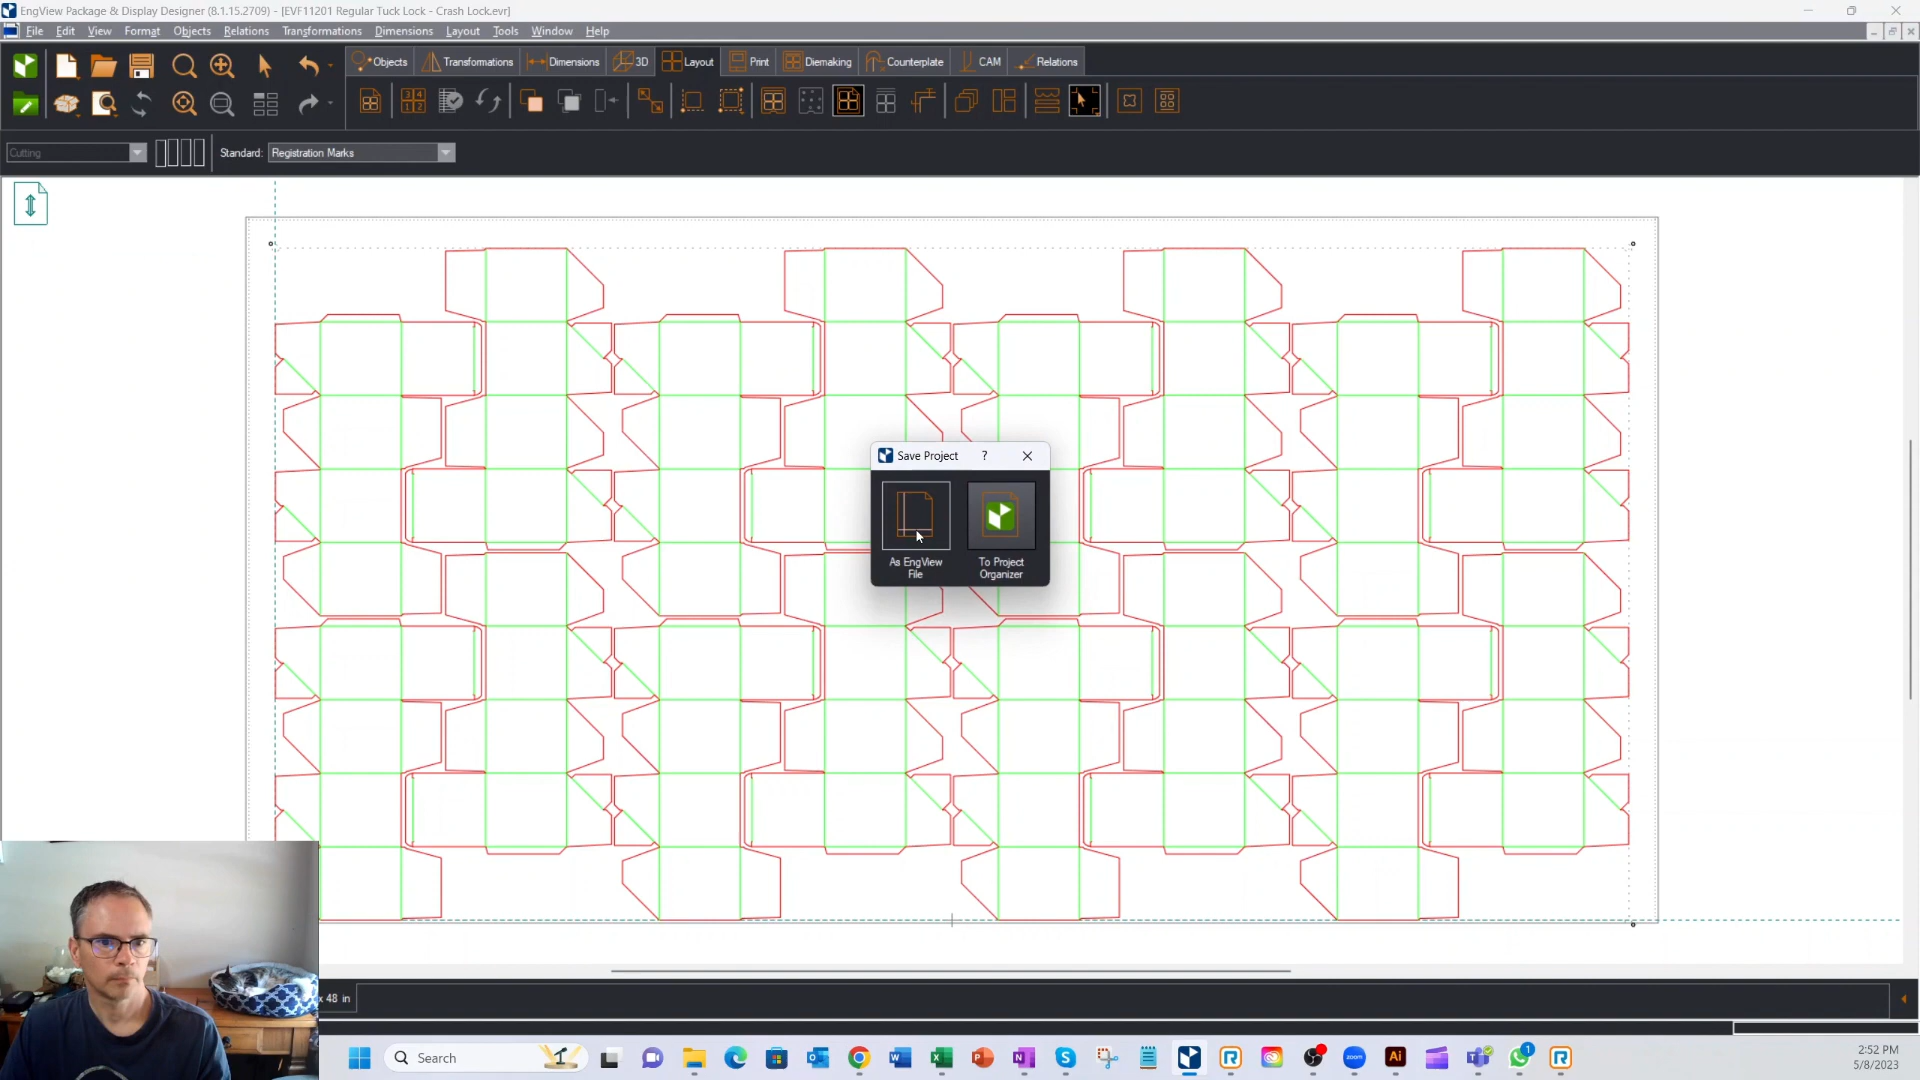 EngView Package & Display Designer (8.1.15.2709) - [EVF11201 Regular Tuck Lock - Crash Lock.evr]
File Edit View Format Objects Relations Transformations Dimensions Layout Tools Window Help
Objects Transformations Dimensions 3D Layout Print Diemaking Counterplate CAM Relations
Cutting Standard: Registration Marks
Save Project ?
As EngView File
To Project Organizer
x 48 in
Search
2:52 PM
5/8/2023